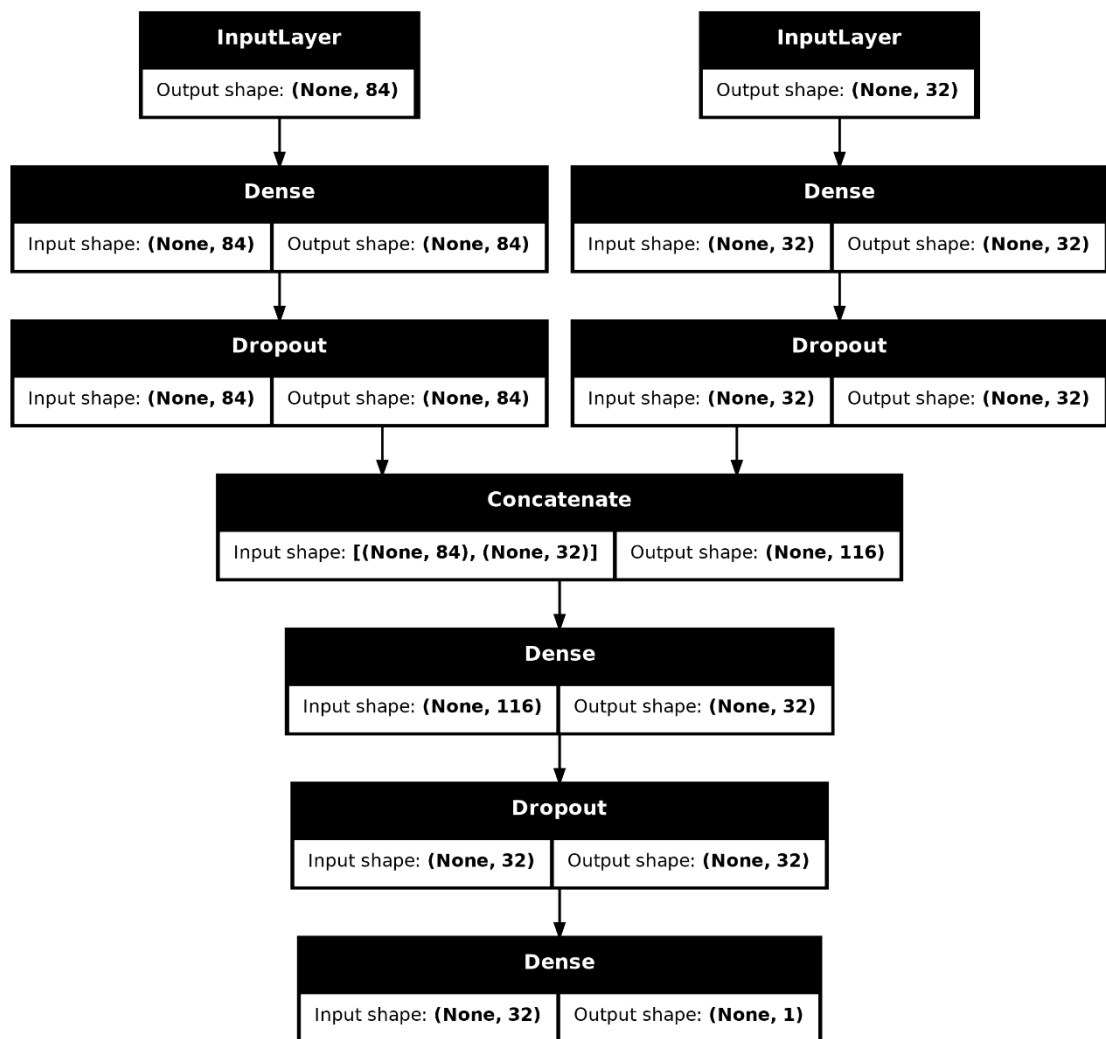 InputLayer
Output shape: (None, 84)
InputLayer
Output shape: (None, 32)
Dense
Input shape: (None, 84) Output shape: (None, 84)
Dense
Input shape: (None, 32) Output shape: (None, 32)
Dropout
Input shape: (None, 84) Output shape: (None, 84)
Dropout
Input shape: (None, 32) Output shape: (None, 32)
Concatenate
Input shape: [(None, 84), (None, 32)] Output shape: (None, 116)
Dense
Input shape: (None, 116) Output shape: (None, 32)
Dropout
Input shape: (None, 32) Output shape: (None, 32)
Dense
Input shape: (None, 32) Output shape: (None, 1)